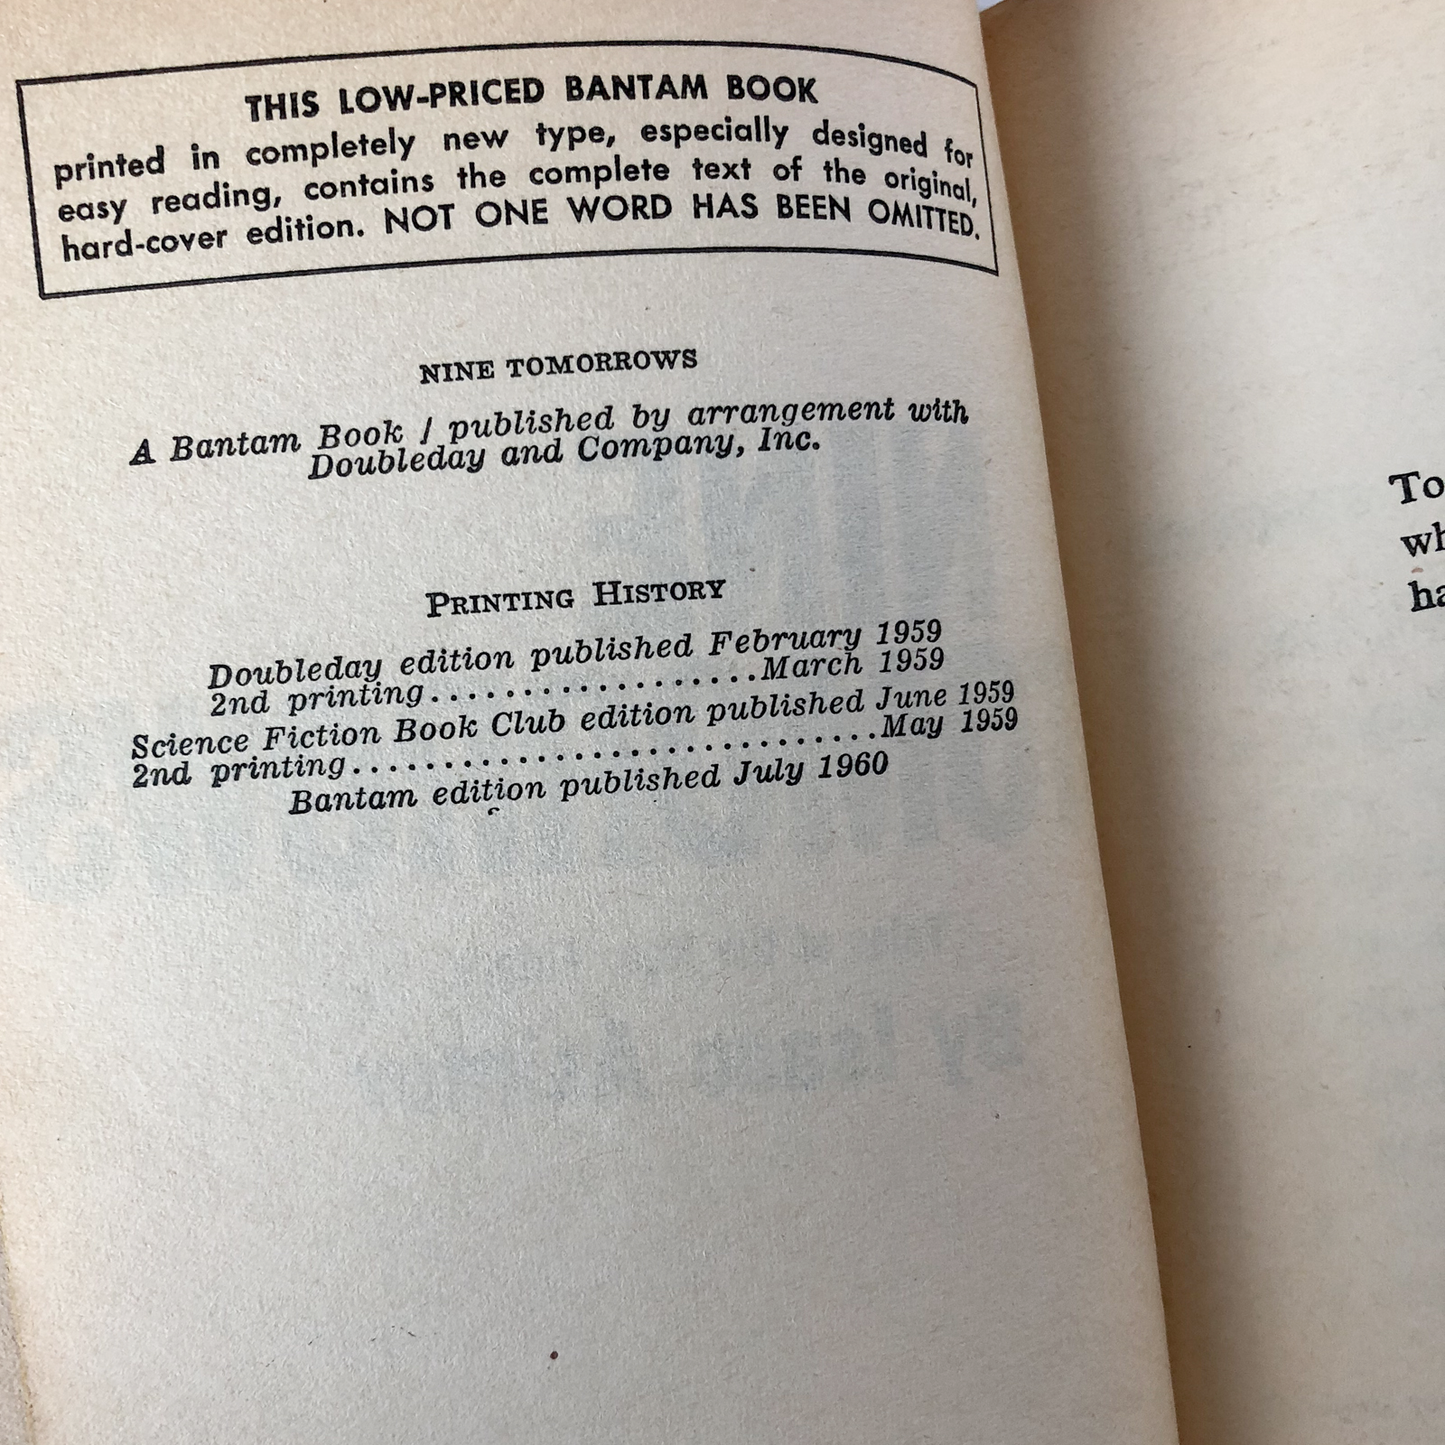 THIS LOW-PRICED BANTAM BOOK
printed in completely new type, especially designed for
easy reading, contains the complete text of the original,
hard-cover edition. NOT ONE WORD HAS BEEN OMITTED.
NINE TOMORROWS
A Bantam Book / published by arrangement with
Doubleday and Company, Inc.
PRINTING HISTORY
Doubleday edition published February 1959
2nd printing..................March 1959
Science Fiction Book Club edition published June 1959
2nd printing.............................May 1959
Bantam edition published July 1960
To